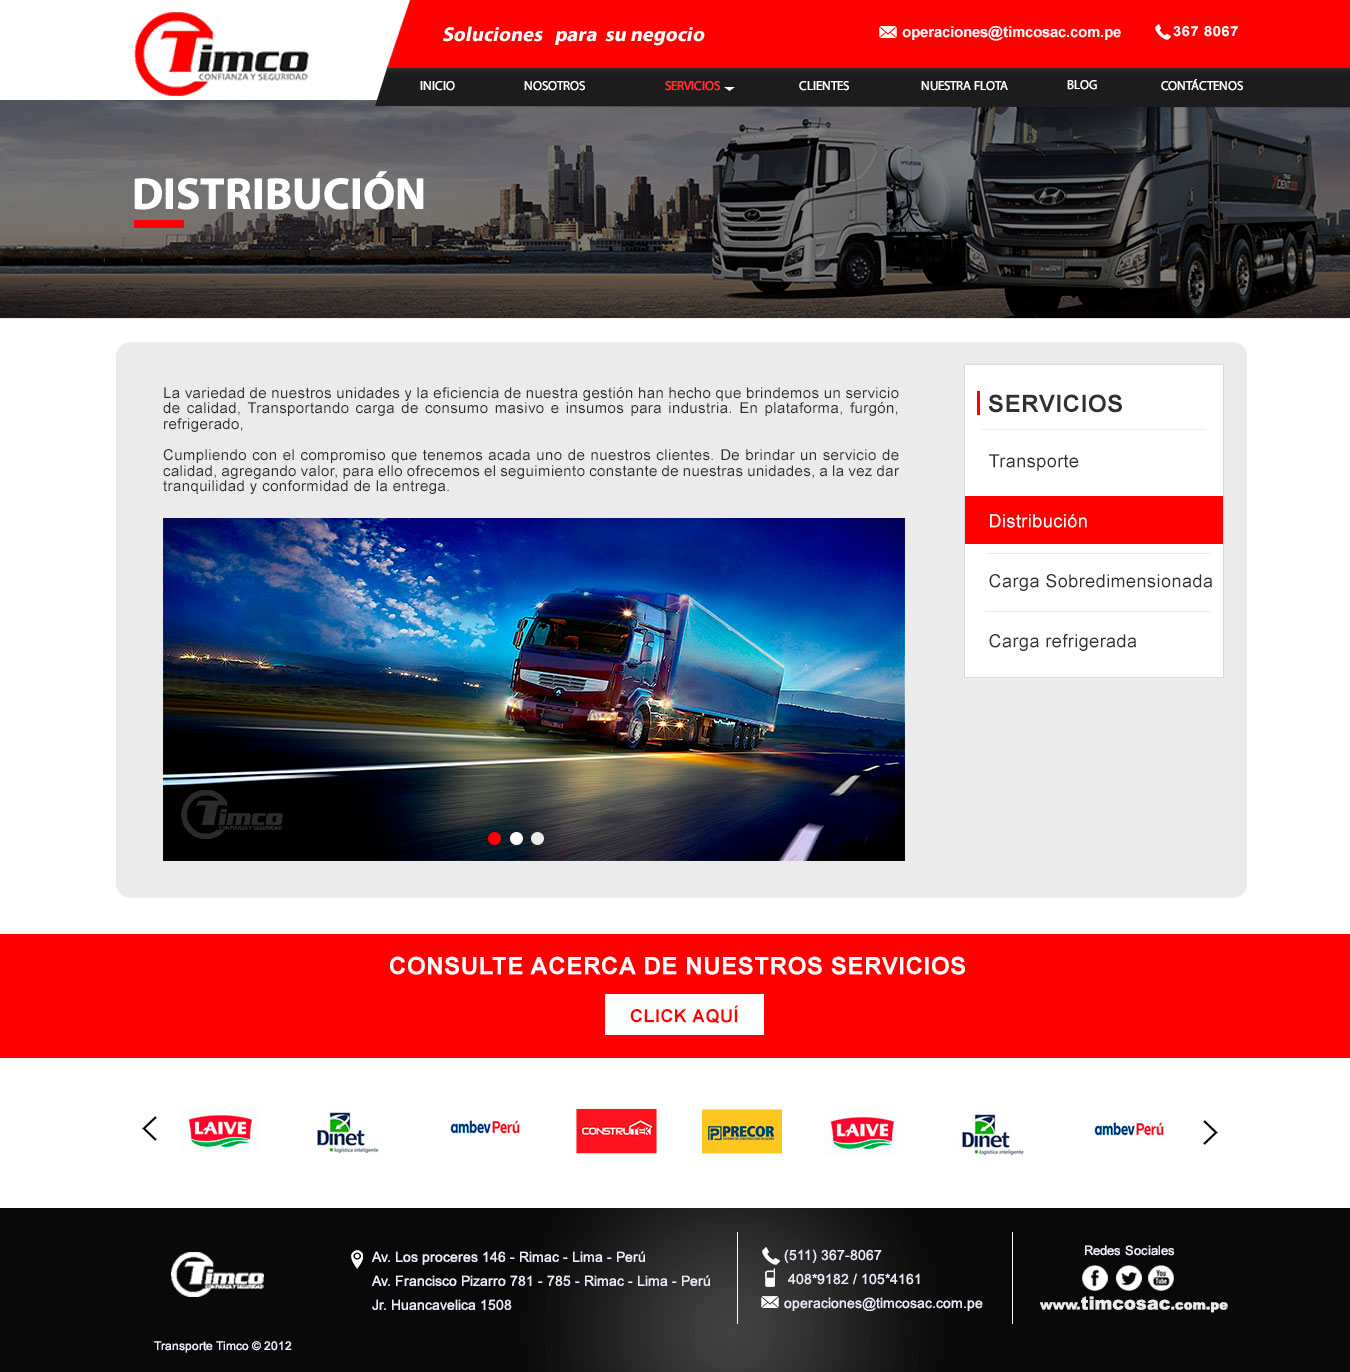 Timco
CONFIANZA Y SEGURIDAD
Soluciones para su negocio
operaciones@timcosac.com.pe
367 8067
INICIO
NOSOTROS
SERVICIOS
CLIENTES
NUESTRA FLOTA
BLOG
CONTÁCTENOS
DISTRIBUCIÓN
HYUNDAI
La variedad de nuestros unidades y la eficiencia de nuestra gestión han hecho que brindemos un servicio
de calidad, Transportando carga de consumo masivo e insumos para industria. En plataforma, furgón,
refrigerado,
Cumpliendo con el compromiso que tenemos acada uno de nuestros clientes. De brindar un servicio de
calidad, agregando valor, para ello ofrecemos el seguimiento constante de nuestras unidades, a la vez dar
tranquilidad y conformidad de la entrega.
SERVICIOS
Transporte
Distribución
Carga Sobredimensionada
Carga refrigerada
Timco
CONFIANZA Y SEGURIDAD
CONSULTE ACERCA DE NUESTROS SERVICIOS
CLICK AQUÍ
LAIVE
Dinet
logística inteligente
ambev Perú
CONSTRUTEK
PRECOR
LAIVE
Dinet
logística inteligente
ambev Perú
Timco
CONFIANZA Y SEGURIDAD
Av. Los proceres 146 - Rimac - Lima - Perú
Av. Francisco Pizarro 781 - 785 - Rimac - Lima - Perú
Jr. Huancavelica 1508
(511) 367-8067
408*9182 / 105*4161
operaciones@timcosac.com.pe
Redes Sociales
You
Tube
www.timcosac.com.pe
Transporte Timco © 2012